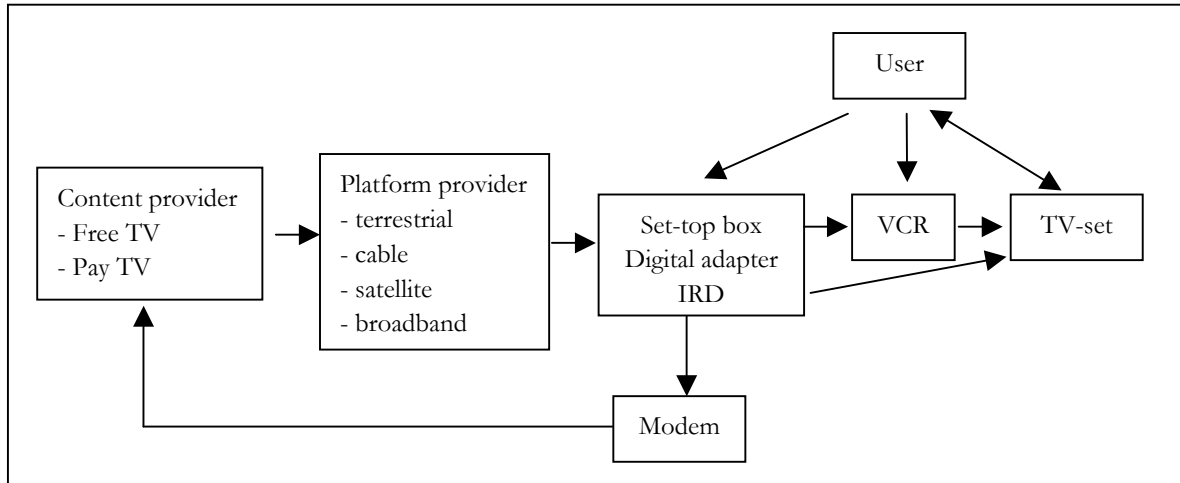 User
Content provider
- Free TV
- Pay TV
Platform provider
- terrestrial
- cable
- satellite
- broadband
Set-top box
Digital adapter
IRD
VCR
TV-set
Modem